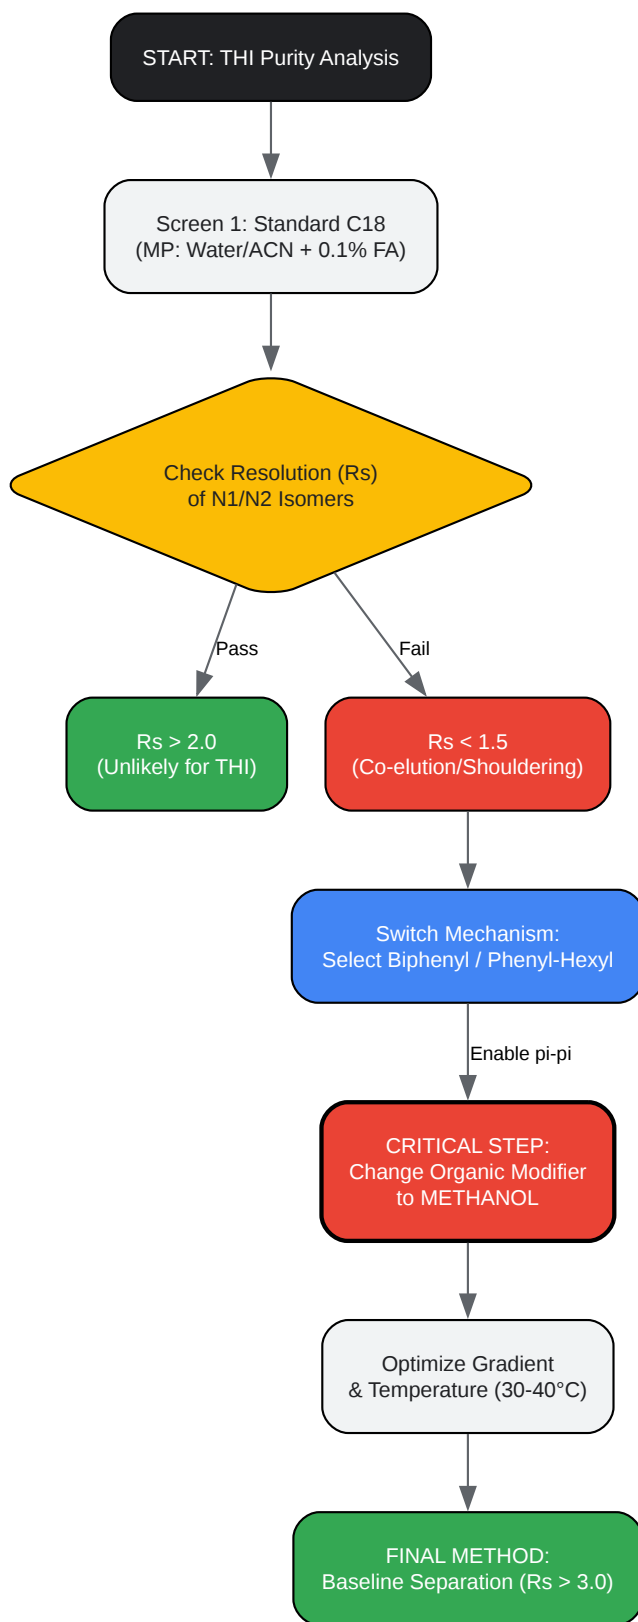 START: THI Purity Analysis
Screen 1: Standard C18
(MP: Water/ACN + 0.1% FA)
Check Resolution (Rs)
of N1/N2 Isomers
Pass
Fail
Rs > 2.0
(Unlikely for THI)
Rs < 1.5
(Co-elution/Shouldering)
Switch Mechanism:
Select Biphenyl / Phenyl-Hexyl
Enable pi-pi
CRITICAL STEP:
Change Organic Modifier
to METHANOL
Optimize Gradient
& Temperature (30-40°C)
FINAL METHOD:
Baseline Separation (Rs > 3.0)